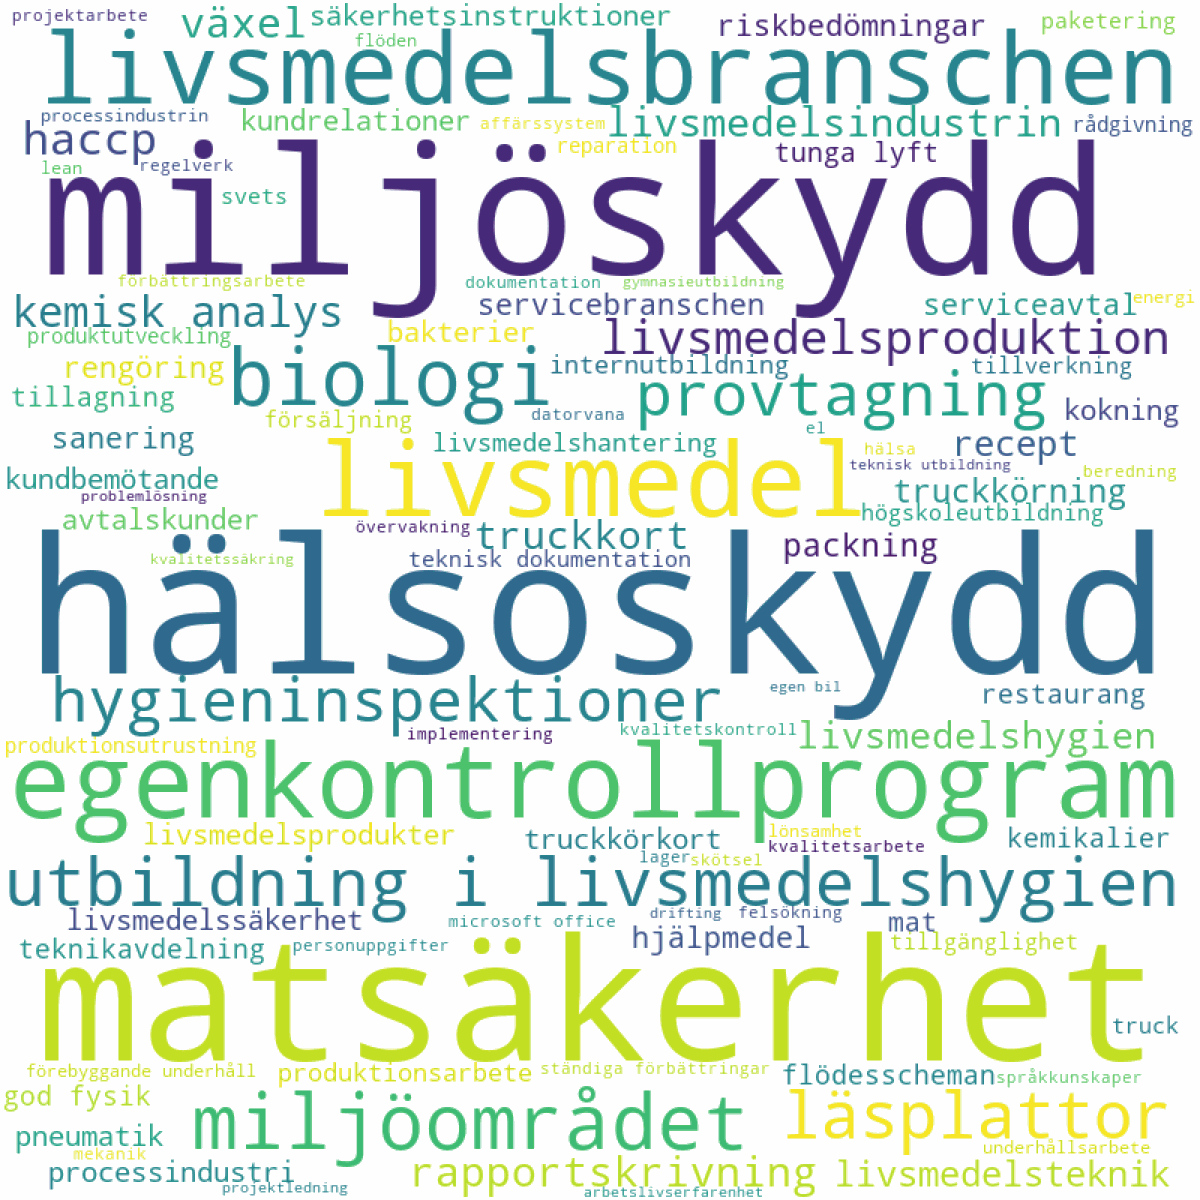 projektarbete
växel
säkerhetsinstruktioner
riskbedömningar
paketering
flöden
livsmedelsbranschen
processindustrin
kundrelationer
affärssystem
livsmedelsindustrin
rådgivning
haccp
reparation
tunga lyft
lean
regelverk
svets
miljöskydd
förbättringsarbete
dokumentation
gymnasieutbildning
kemisk analys
servicebranschen
serviceavtal
energi
produktutveckling
bakterier
livsmedelsproduktion
rengöring
biologi
internutbildning
tillverkning
tillagning
provtagning
kokning
försäljning
datorvana
el
sanering
livsmedelshantering
recept
hälsa
livsmedel
teknisk utbildning
beredning
kundbemötande
problemlösning
truckkörning
avtalskunder
övervakning
truckkort
högskoleutbildning
kvalitetssäkring
teknisk dokumentation
packning
hälsoskydd
hygieninspektioner
egen bil
restaurang
produktionsutrustning
implementering
kvalitetskontroll
livsmedelshygien
egenkontrollprogram
livsmedelsprodukter
truckkörkort
lönsamhet
kemikalier
kvalitetsarbete
lager
skötsel
utbildning i livsmedelshygien
livsmedelssäkerhet
microsoft office
drifting
felsökning
mat
teknikavdelning
personuppgifter
hjälpmedel
tillgänglighet
matsäkerhet
truck
förebyggande underhåll
produktionsarbete
ständiga förbättringar
flödesscheman
språkkunskaper
god fysik
miljöområdet
läsplattor
pneumatik
mekanik
underhållsarbete
processindustri
rapportskrivning
livsmedelsteknik
projektledning
arbetslivserfarenhet